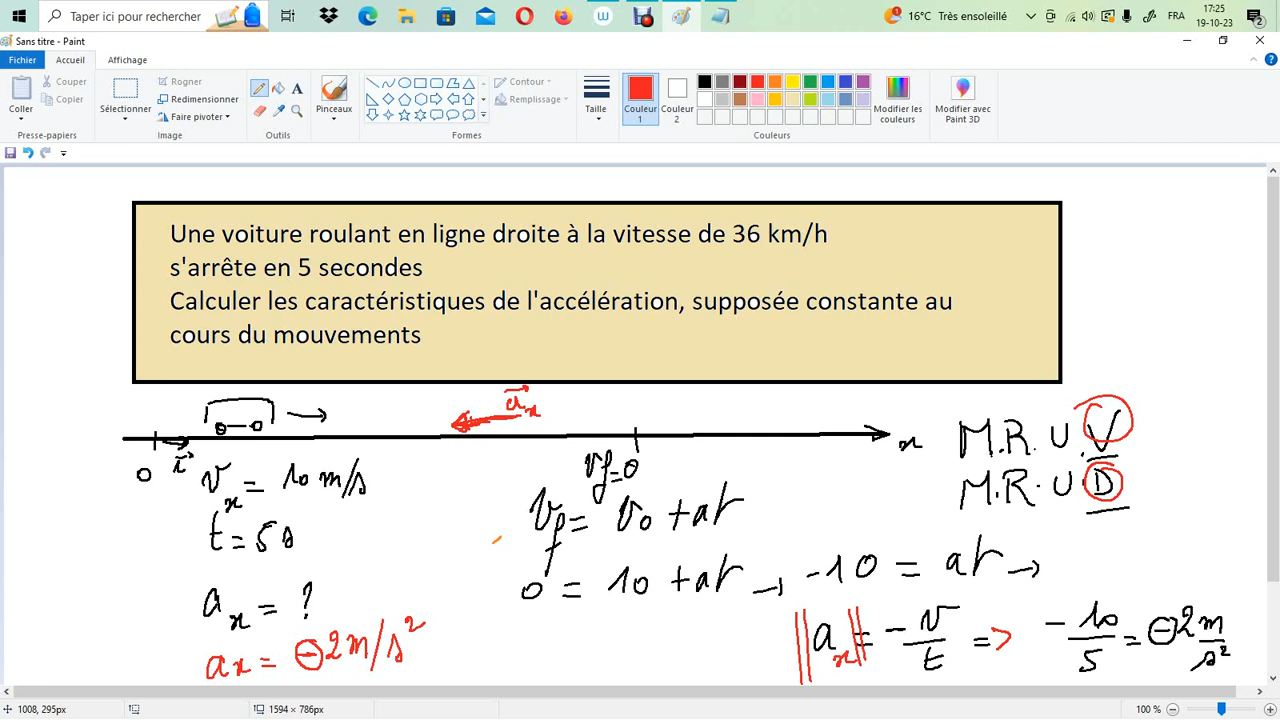 Taper ici pour rechercher
16°C Très ensoleillé
FRA
17:25
19-10-23
2
Sans titre - Paint
Fichier
Accueil
Affichage
Coller
Couper
Copier
Presse-papiers
Sélectionner
Rogner
Redimensionner
Faire pivoter
Image
Outils
Pinceaux
Formes
Contour
Remplissage
Taille
Couleur 1
Couleur 2
Couleurs
Modifier les couleurs
Modifier avec Paint 3D
Une voiture roulant en ligne droite à la vitesse de 36 km/h
s'arrête en 5 secondes
Calculer les caractéristiques de l'accélération, supposée constante au
cours du mouvements
a⃗x
0 i⃗ x
vf=0
M.R.U.V
M.R.U.D
vx = 10 m/s
t = 5 s
ax = ?
ax = -2m/s²
vf = v0 + at
0 = 10 + at → -10 = at →
||ax|| = - v/t => - 10/5 = -2 m/s²
1008, 295px
1594 × 786px
100 %